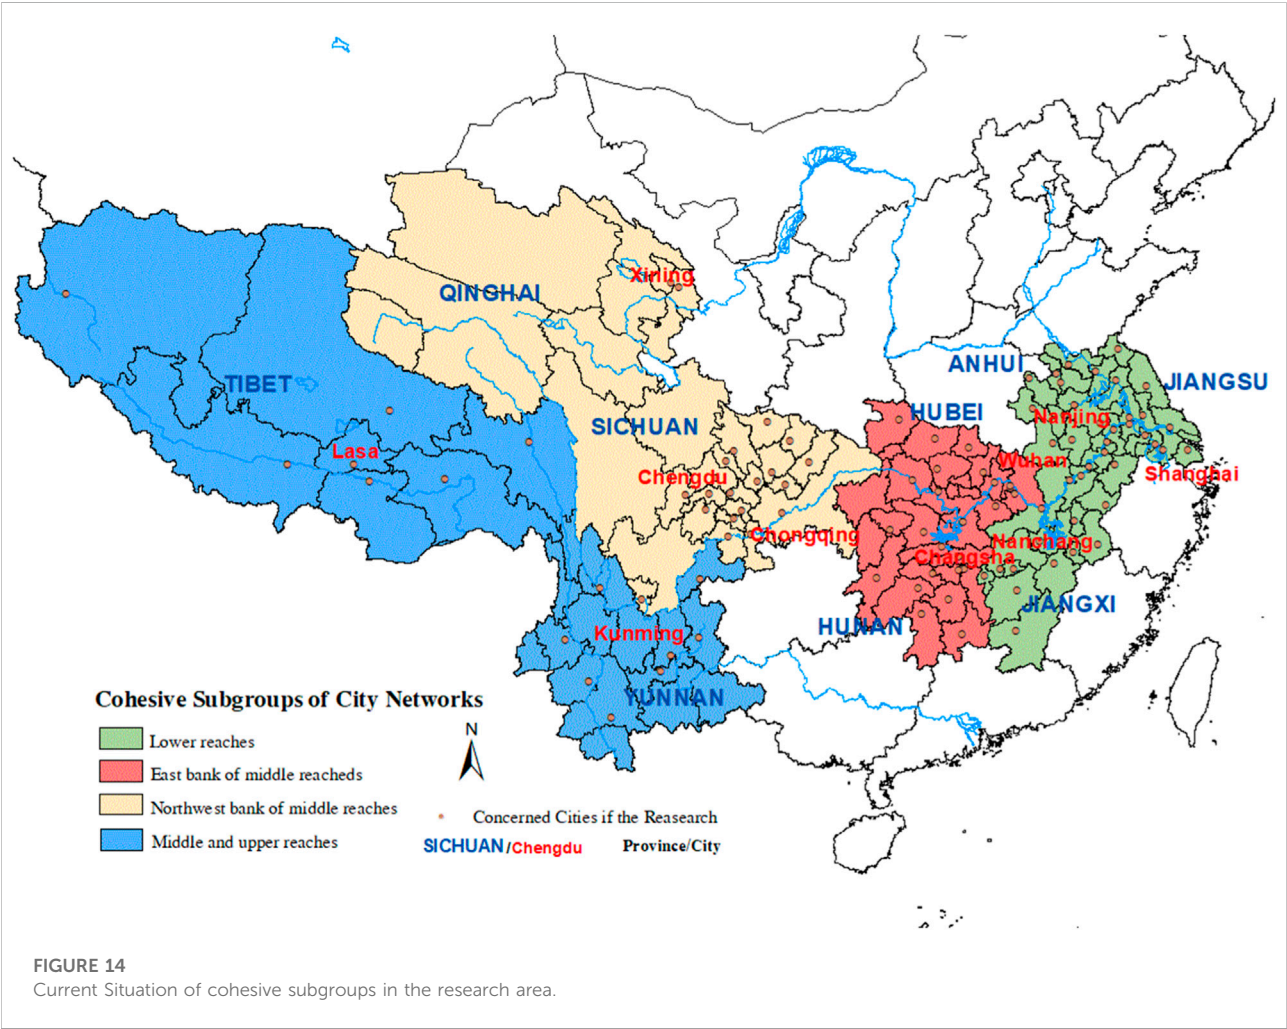 QINGHAI
Xinling
TIBET
Lasa
SICHUAN
Chengdu
Chongqing
ANHUI
JIANGSU
HUBEI
Nanjing
Wuhan
Shanghai
Nanchang
Changsha
JIANGXI
HUNAN
Kunming
YUNNAN
Cohesive Subgroups of City Networks
Lower reaches
East bank of middle reacheds
Northwest bank of middle reaches
Middle and upper reaches
N
Concerned Cities if the Reasearch
SICHUAN/Chengdu Province/City
FIGURE 14
Current Situation of cohesive subgroups in the research area.